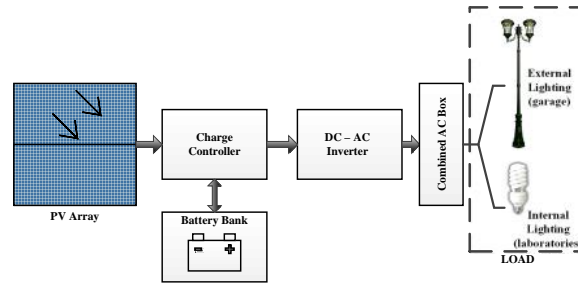 PV Array
Charge
Controller
Battery Bank
DC – AC
Inverter
Combined AC Box
External
Lighting
(garage)
Internal
Lighting
(laboratories)
LOAD